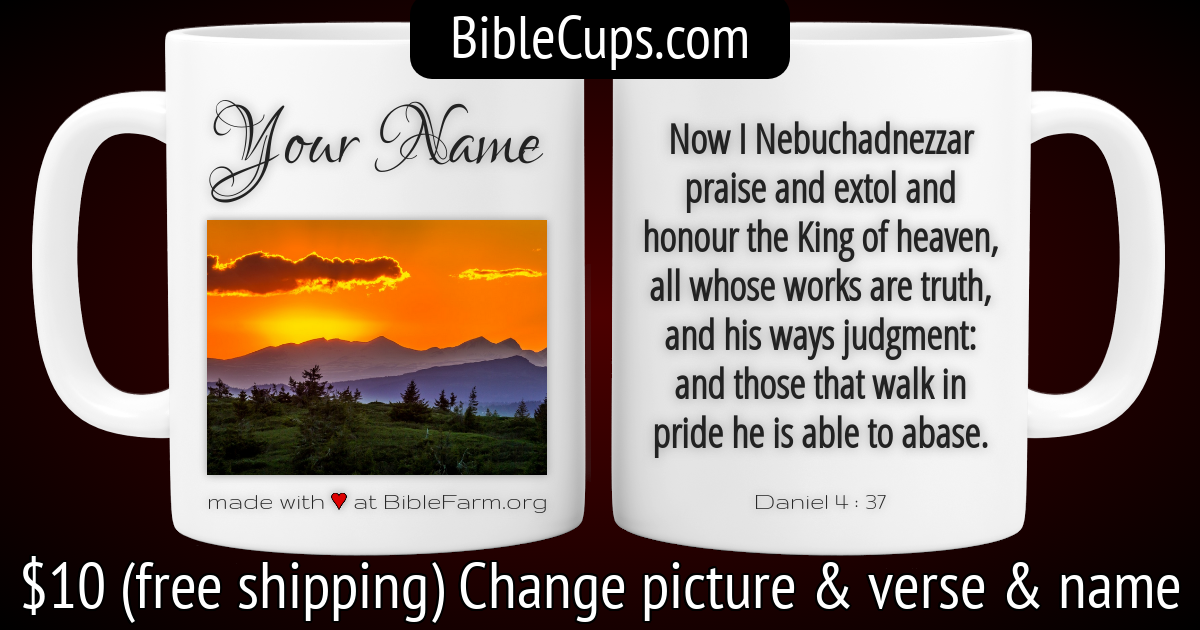 BibleCups.com
Your Name
made with ♥ at BibleFarm.org
Now I Nebuchadnezzar
praise and extol and
honour the King of heaven,
all whose works are truth,
and his ways judgment:
and those that walk in
pride he is able to abase.
Daniel 4 : 37
$10 (free shipping) Change picture & verse & name